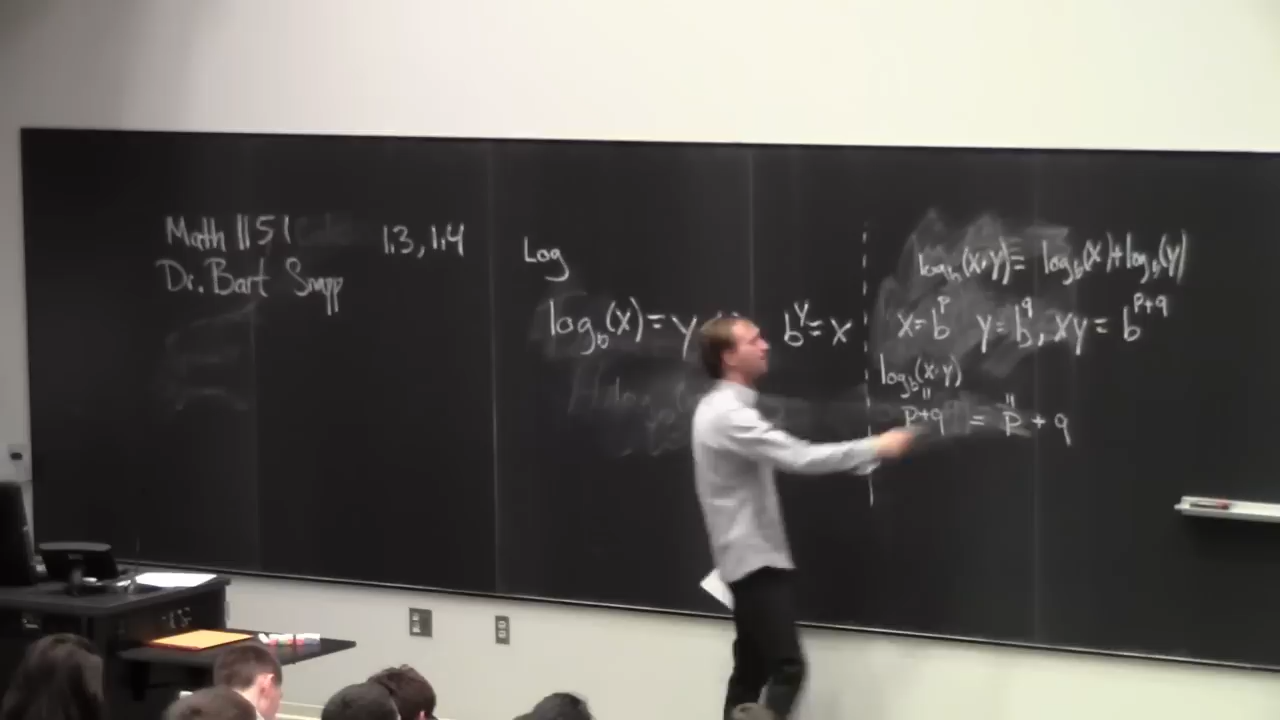 Math 1151
1.3, 1.4
Dr. Bart Snapp
Log
log_b(x) = y
b^y = x
log_b(x·y) = log_b(x) + log_b(y)
x = b^p y = b^q, xy = b^{p+q}
log_b(x·y)
"
"
p+q = p + q